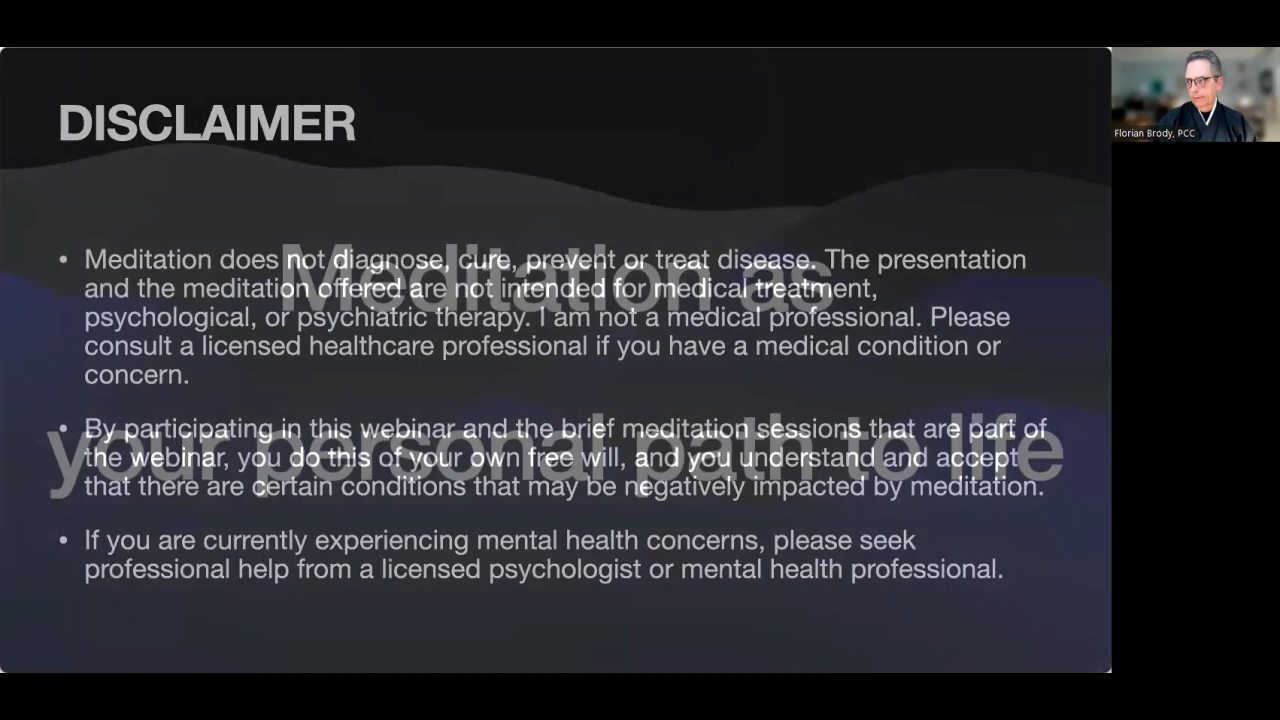 DISCLAIMER
Meditation as
your personal path to life
• Meditation does not diagnose, cure, prevent or treat disease. The presentation
and the meditation offered are not intended for medical treatment,
psychological, or psychiatric therapy. I am not a medical professional. Please
consult a licensed healthcare professional if you have a medical condition or
concern.
• By participating in this webinar and the brief meditation sessions that are part of
the webinar, you do this of your own free will, and you understand and accept
that there are certain conditions that may be negatively impacted by meditation.
• If you are currently experiencing mental health concerns, please seek
professional help from a licensed psychologist or mental health professional.
Florian Brody, PCC